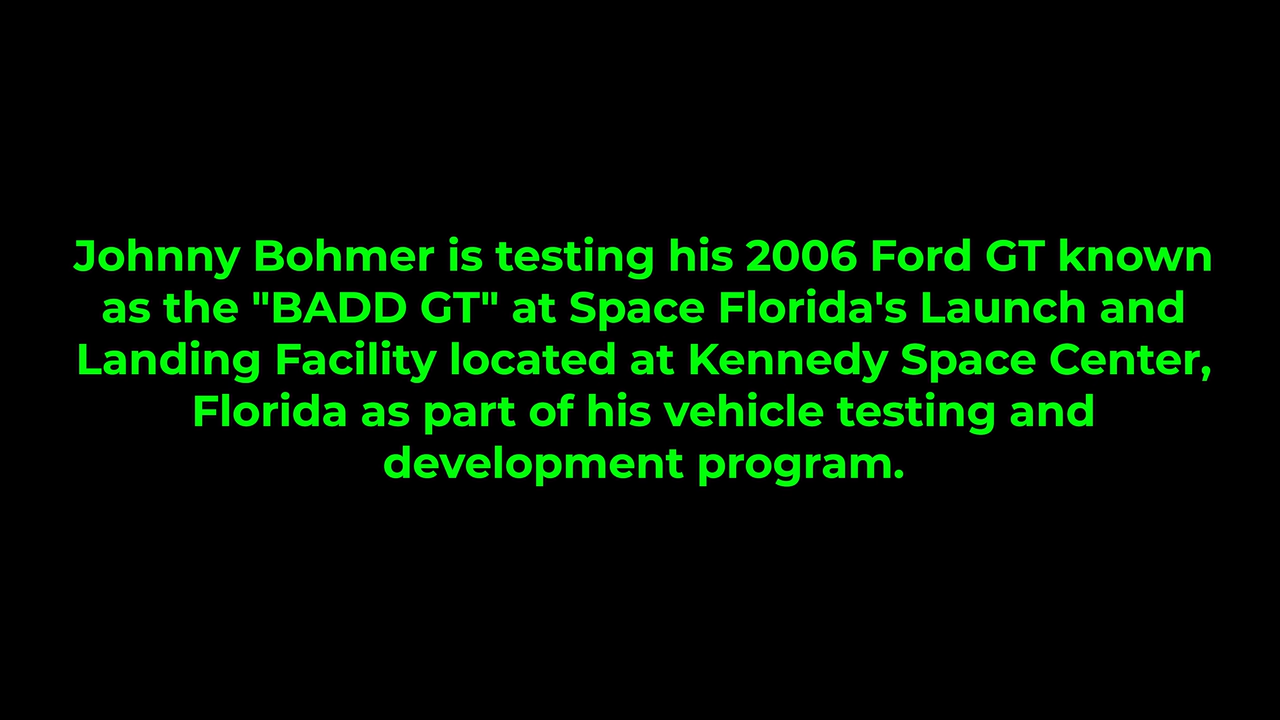 Johnny Bohmer is testing his 2006 Ford GT known
as the "BADD GT" at Space Florida's Launch and
Landing Facility located at Kennedy Space Center,
Florida as part of his vehicle testing and
development program.